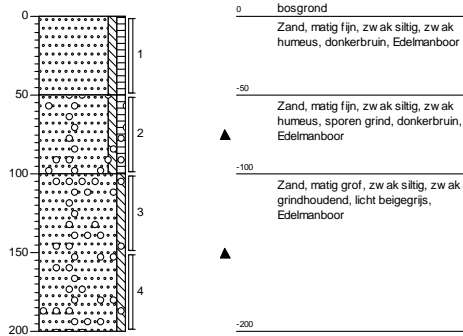 0
50
100
150
200
1
2
3
4
0
bosgrond
Zand, matig fijn, zwak siltig, zwak
humeus, donkerbruin, Edelmanboor
-50
Zand, matig fijn, zwak siltig, zwak
humeus, sporen grind, donkerbruin,
Edelmanboor
-100
Zand, matig grof, zwak siltig, zwak
grindhoudend, licht beigegrijs,
Edelmanboor
-200